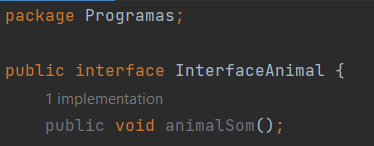 package Programas;
public interface InterfaceAnimal {
1 implementation
public void animalSom();